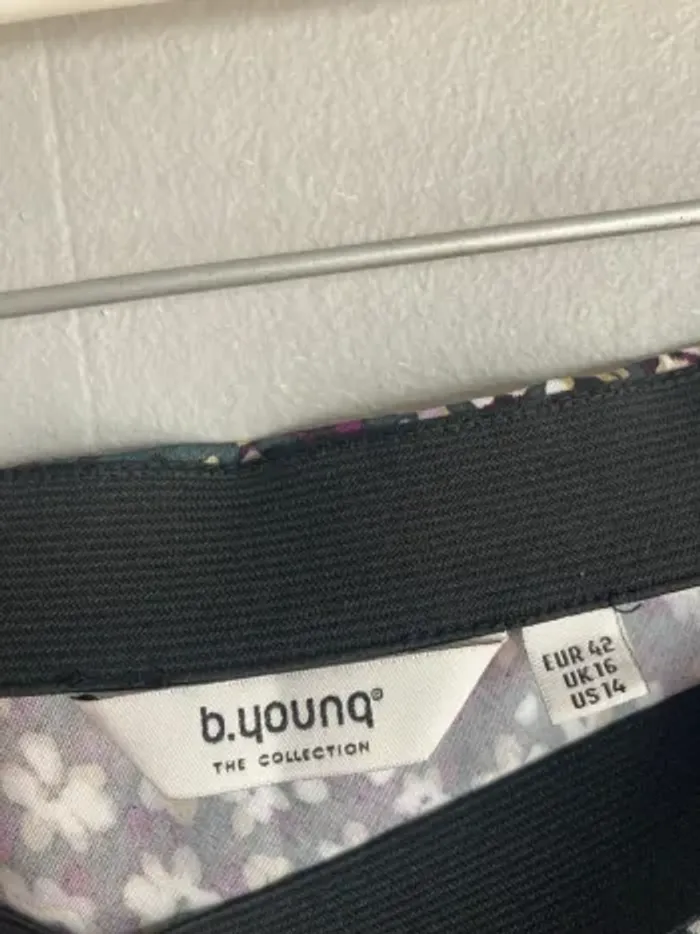 b.young®
THE COLLECTION
EUR 42
UK 16
US 14